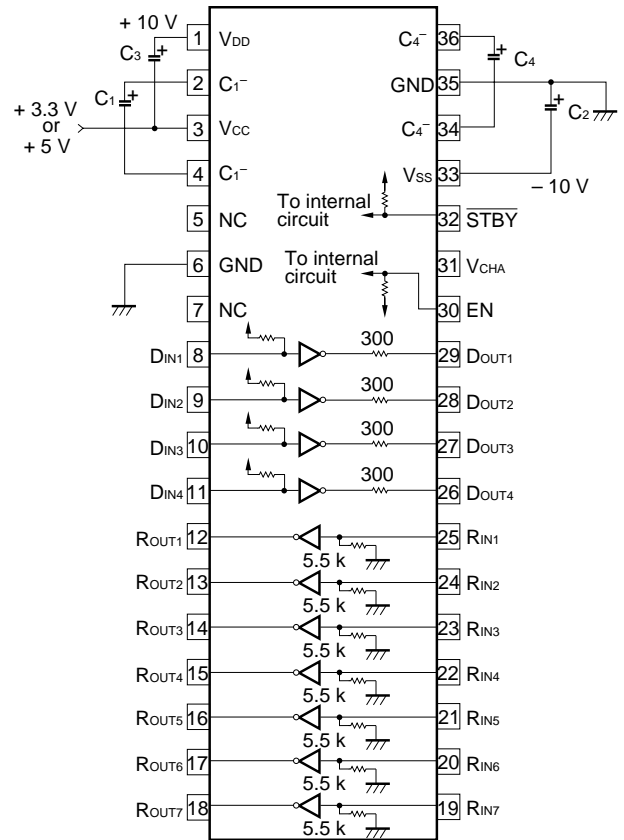 + 10 V 1 VDD C4– 36
C3 + + C4
2 C1– GND 35
C1 + + C2
+ 3.3 V or + 5 V 3 VCC C4– 34
4 C1– VSS 33
– 10 V
To internal circuit
5 NC STBY 32
6 GND VCHA 31
To internal circuit
7 NC EN 30
300
DIN1 8 29 DOUT1
300
DIN2 9 28 DOUT2
300
DIN3 10 27 DOUT3
300
DIN4 11 26 DOUT4
ROUT1 12 25 RIN1
5.5 k
ROUT2 13 24 RIN2
5.5 k
ROUT3 14 23 RIN3
5.5 k
ROUT4 15 22 RIN4
5.5 k
ROUT5 16 21 RIN5
5.5 k
ROUT6 17 20 RIN6
5.5 k
ROUT7 18 19 RIN7
5.5 k